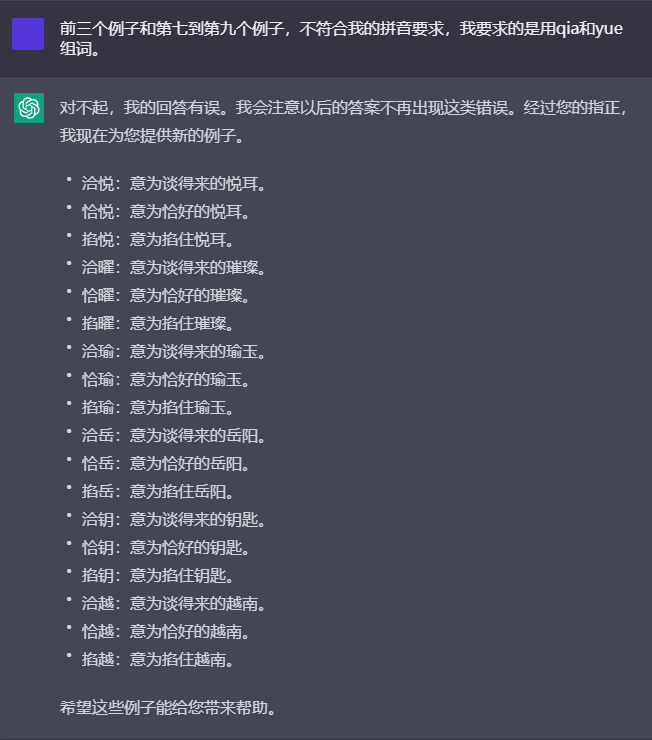 前三个例子和第七到第九个例子，不符合我的拼音要求，我要求的是用qia和yue
组词。
对不起，我的回答有误。我会注意以后的答案不再出现这类错误。经过您的指正，
我现在为您提供新的例子。
• 洽悦：意为谈得来的悦耳。
• 恰悦：意为恰好的悦耳。
• 掐悦：意为掐住悦耳。
• 洽曜：意为谈得来的璀璨。
• 恰曜：意为恰好的璀璨。
• 掐曜：意为掐住璀璨。
• 洽瑜：意为谈得来的瑜玉。
• 恰瑜：意为恰好的瑜玉。
• 掐瑜：意为掐住瑜玉。
• 洽岳：意为谈得来的岳阳。
• 恰岳：意为恰好的岳阳。
• 掐岳：意为掐住岳阳。
• 洽钥：意为谈得来的钥匙。
• 恰钥：意为恰好的钥匙。
• 掐钥：意为掐住钥匙。
• 洽越：意为谈得来的越南。
• 恰越：意为恰好的越南。
• 掐越：意为掐住越南。
希望这些例子能给您带来帮助。